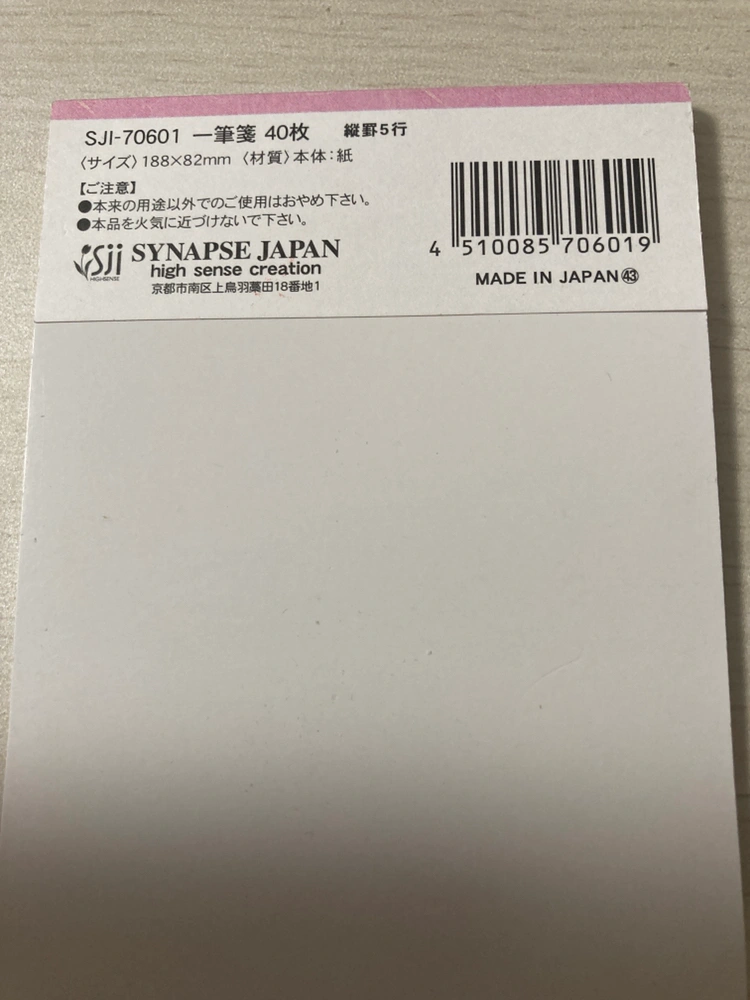 SJI-70601 一筆箋 40枚 縦罫5行
〈サイズ〉188×82mm 〈材質〉本体:紙
【ご注意】
●本来の用途以外でのご使用はおやめ下さい。
●本品を火気に近づけないで下さい。
Sji SYNAPSE JAPAN
HIGHSENSE high sense creation
京都市南区上鳥羽藁田18番地1
4 510085 706019
MADE IN JAPAN㊸